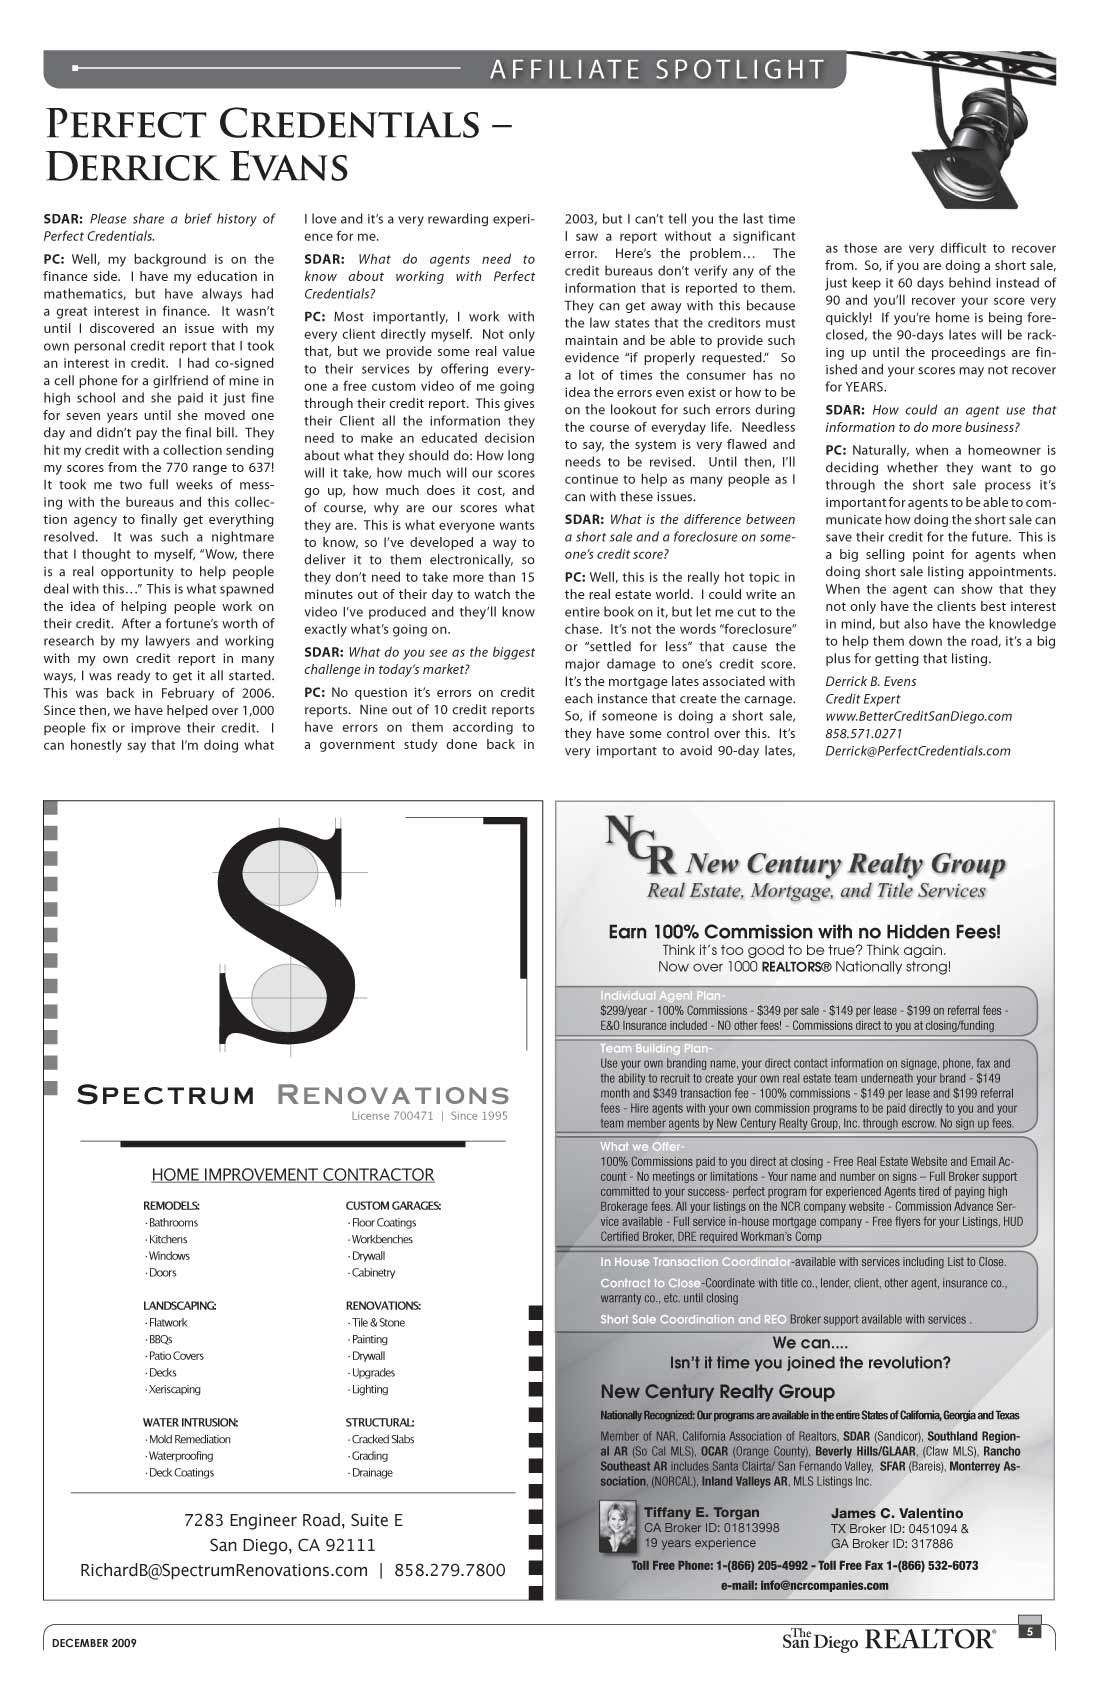 AFFILIATE SPOTLIGHT
PERFECT CREDENTIALS –
DERRICK EVANS
SDAR: Please share a brief history of
Perfect Credentials.
PC: Well, my background is on the
finance side. I have my education in
mathematics, but have always had
a great interest in finance. It wasn't
until I discovered an issue with my
own personal credit report that I took
an interest in credit. I had co-signed
a cell phone for a girlfriend of mine in
high school and she paid it just fine
for seven years until she moved one
day and didn't pay the final bill. They
hit my credit with a collection sending
my scores from the 770 range to 637!
It took me two full weeks of mess-
ing with the bureaus and this collec-
tion agency to finally get everything
resolved. It was such a nightmare
that I thought to myself, "Wow, there
is a real opportunity to help people
deal with this…" This is what spawned
the idea of helping people work on
their credit. After a fortune's worth of
research by my lawyers and working
with my own credit report in many
ways, I was ready to get it all started.
This was back in February of 2006.
Since then, we have helped over 1,000
people fix or improve their credit. I
can honestly say that I'm doing what
I love and it's a very rewarding experi-
ence for me.
SDAR: What do agents need to
know about working with Perfect
Credentials?
PC: Most importantly, I work with
every client directly myself. Not only
that, but we provide some real value
to their services by offering every-
one a free custom video of me going
through their credit report. This gives
their Client all the information they
need to make an educated decision
about what they should do: How long
will it take, how much will our scores
go up, how much does it cost, and
of course, why are our scores what
they are. This is what everyone wants
to know, so I've developed a way to
deliver it to them electronically, so
they don't need to take more than 15
minutes out of their day to watch the
video I've produced and they'll know
exactly what's going on.
SDAR: What do you see as the biggest
challenge in today's market?
PC: No question it's errors on credit
reports. Nine out of 10 credit reports
have errors on them according to
a government study done back in
2003, but I can't tell you the last time
I saw a report without a significant
error. Here's the problem… The
credit bureaus don't verify any of the
information that is reported to them.
They can get away with this because
the law states that the creditors must
maintain and be able to provide such
evidence "if properly requested." So
a lot of times the consumer has no
idea the errors even exist or how to be
on the lookout for such errors during
the course of everyday life. Needless
to say, the system is very flawed and
needs to be revised. Until then, I'll
continue to help as many people as I
can with these issues.
SDAR: What is the difference between
a short sale and a foreclosure on some-
one's credit score?
PC: Well, this is the really hot topic in
the real estate world. I could write an
entire book on it, but let me cut to the
chase. It's not the words "foreclosure"
or "settled for less" that cause the
major damage to one's credit score.
It's the mortgage lates associated with
each instance that create the carnage.
So, if someone is doing a short sale,
they have some control over this. It's
very important to avoid 90-day lates,
as those are very difficult to recover
from. So, if you are doing a short sale,
just keep it 60 days behind instead of
90 and you'll recover your score very
quickly! If you're home is being fore-
closed, the 90-days lates will be rack-
ing up until the proceedings are fin-
ished and your scores may not recover
for YEARS.
SDAR: How could an agent use that
information to do more business?
PC: Naturally, when a homeowner is
deciding whether they want to go
through the short sale process it's
important for agents to be able to com-
municate how doing the short sale can
save their credit for the future. This is
a big selling point for agents when
doing short sale listing appointments.
When the agent can show that they
not only have the clients best interest
in mind, but also have the knowledge
to help them down the road, it's a big
plus for getting that listing.
Derrick B. Evens
Credit Expert
www.BetterCreditSanDiego.com
858.571.0271
Derrick@PerfectCredentials.com
S
SPECTRUM RENOVATIONS
License 700471 | Since 1995
HOME IMPROVEMENT CONTRACTOR
REMODELS:
· Bathrooms
· Kitchens
· Windows
· Doors
CUSTOM GARAGES:
· Floor Coatings
· Workbenches
· Drywall
· Cabinetry
LANDSCAPING:
· Flatwork
· BBQs
· Patio Covers
· Decks
· Xeriscaping
RENOVATIONS:
· Tile & Stone
· Painting
· Drywall
· Upgrades
· Lighting
WATER INTRUSION:
· Mold Remediation
· Waterproofing
· Deck Coatings
STRUCTURAL:
· Cracked Slabs
· Grading
· Drainage
7283 Engineer Road, Suite E
San Diego, CA 92111
RichardB@SpectrumRenovations.com | 858.279.7800
NCR New Century Realty Group
Real Estate, Mortgage, and Title Services
Earn 100% Commission with no Hidden Fees!
Think it's too good to be true? Think again.
Now over 1000 REALTORS® Nationally strong!
Individual Agent Plan-
$299/year - 100% Commissions - $349 per sale - $149 per lease - $199 on referral fees -
E&O Insurance included - NO other fees! - Commissions direct to you at closing/funding
Team Building Plan-
Use your own branding name, your direct contact information on signage, phone, fax and
the ability to recruit to create your own real estate team underneath your brand - $149
month and $349 transaction fee - 100% commissions - $149 per lease and $199 referral
fees - Hire agents with your own commission programs to be paid directly to you and your
team member agents by New Century Realty Group, Inc. through escrow. No sign up fees.
What we Offer-
100% Commissions paid to you direct at closing - Free Real Estate Website and Email Ac-
count - No meetings or limitations - Your name and number on signs – Full Broker support
committed to your success- perfect program for experienced Agents tired of paying high
Brokerage fees. All your listings on the NCR company website - Commission Advance Ser-
vice available - Full service in-house mortgage company - Free flyers for your Listings, HUD
Certified Broker, DRE required Workman's Comp
In House Transaction Coordinator-available with services including List to Close.
Contract to Close-Coordinate with title co., lender, client, other agent, insurance co.,
warranty co., etc. until closing
Short Sale Coordination and REO Broker support available with services .
We can....
Isn't it time you joined the revolution?
New Century Realty Group
Nationally Recognized: Our programs are available in the entire States of California, Georgia and Texas
Member of NAR, California Association of Realtors, SDAR (Sandicor), Southland Region-
al AR (So Cal MLS), OCAR (Orange County), Beverly Hills/GLAAR, (Claw MLS), Rancho
Southeast AR includes Santa Clairta/ San Fernando Valley, SFAR (Bareis), Monterrey As-
sociation, (NORCAL), Inland Valleys AR, MLS Listings Inc.
Tiffany E. Torgan
CA Broker ID: 01813998
19 years experience
James C. Valentino
TX Broker ID: 0451094 &
GA Broker ID: 317886
Toll Free Phone: 1-(866) 205-4992 - Toll Free Fax 1-(866) 532-6073
e-mail: info@ncrcompanies.com
DECEMBER 2009
The San Diego REALTOR® 5